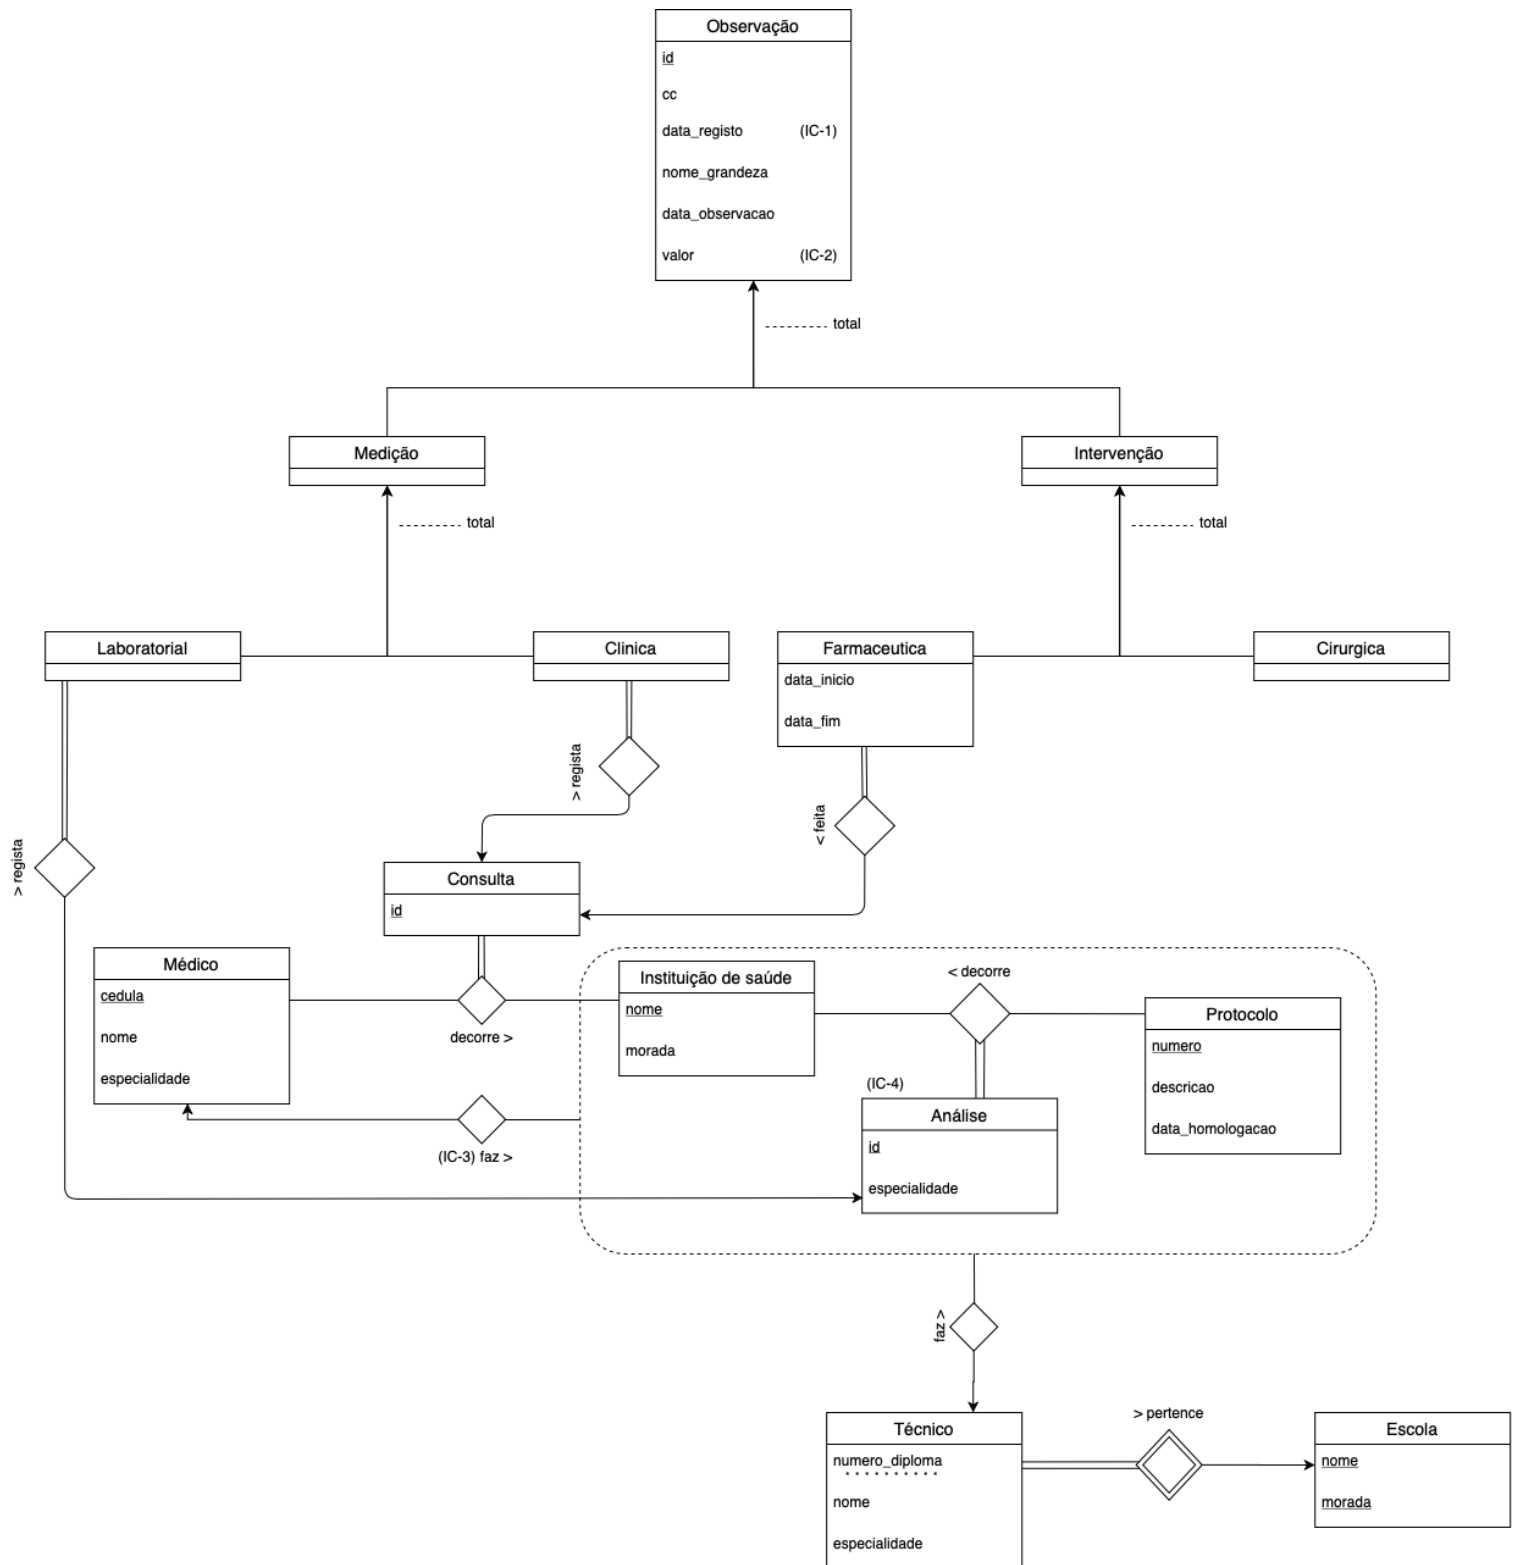 Observação
id
cc
data_registo (IC-1)
nome_grandeza
data_observacao
valor (IC-2)
total
Medição
Intervenção
total
total
Laboratorial
Clinica
Farmaceutica
data_inicio
data_fim
Cirurgica
> regista
> regista
< feita
Consulta
id
Médico
cedula
nome
especialidade
decorre >
Instituição de saúde
nome
morada
< decorre
Protocolo
numero
descricao
data_homologacao
(IC-4)
Análise
id
especialidade
(IC-3) faz >
faz >
Técnico
numero_diploma
nome
especialidade
> pertence
Escola
nome
morada